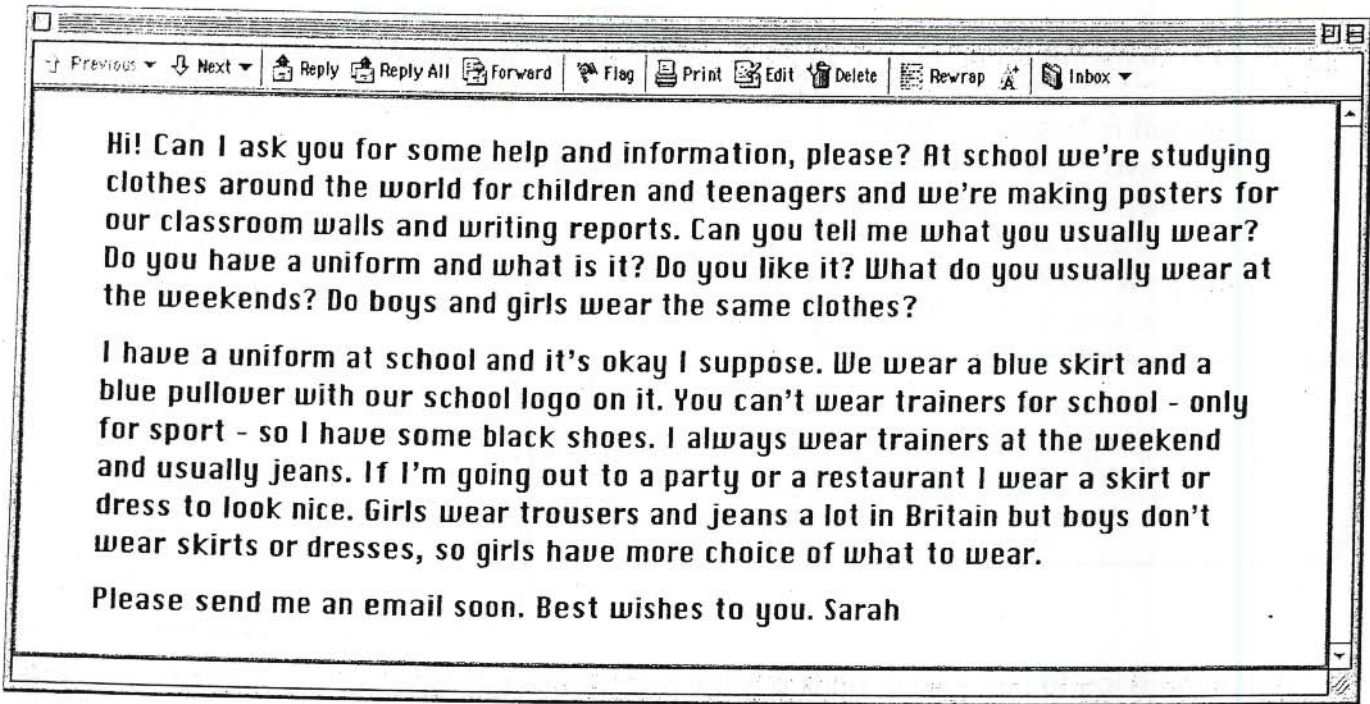 Previous Next Reply Reply All Forward Flag Print Edit Delete Rewrap Inbox
Hi! Can I ask you for some help and information, please? At school we're studying
clothes around the world for children and teenagers and we're making posters for
our classroom walls and writing reports. Can you tell me what you usually wear?
Do you have a uniform and what is it? Do you like it? What do you usually wear at
the weekends? Do boys and girls wear the same clothes?
I have a uniform at school and it's okay I suppose. We wear a blue skirt and a
blue pullover with our school logo on it. You can't wear trainers for school - only
for sport - so I have some black shoes. I always wear trainers at the weekend
and usually jeans. If I'm going out to a party or a restaurant I wear a skirt or
dress to look nice. Girls wear trousers and jeans a lot in Britain but boys don't
wear skirts or dresses, so girls have more choice of what to wear.
Please send me an email soon. Best wishes to you. Sarah